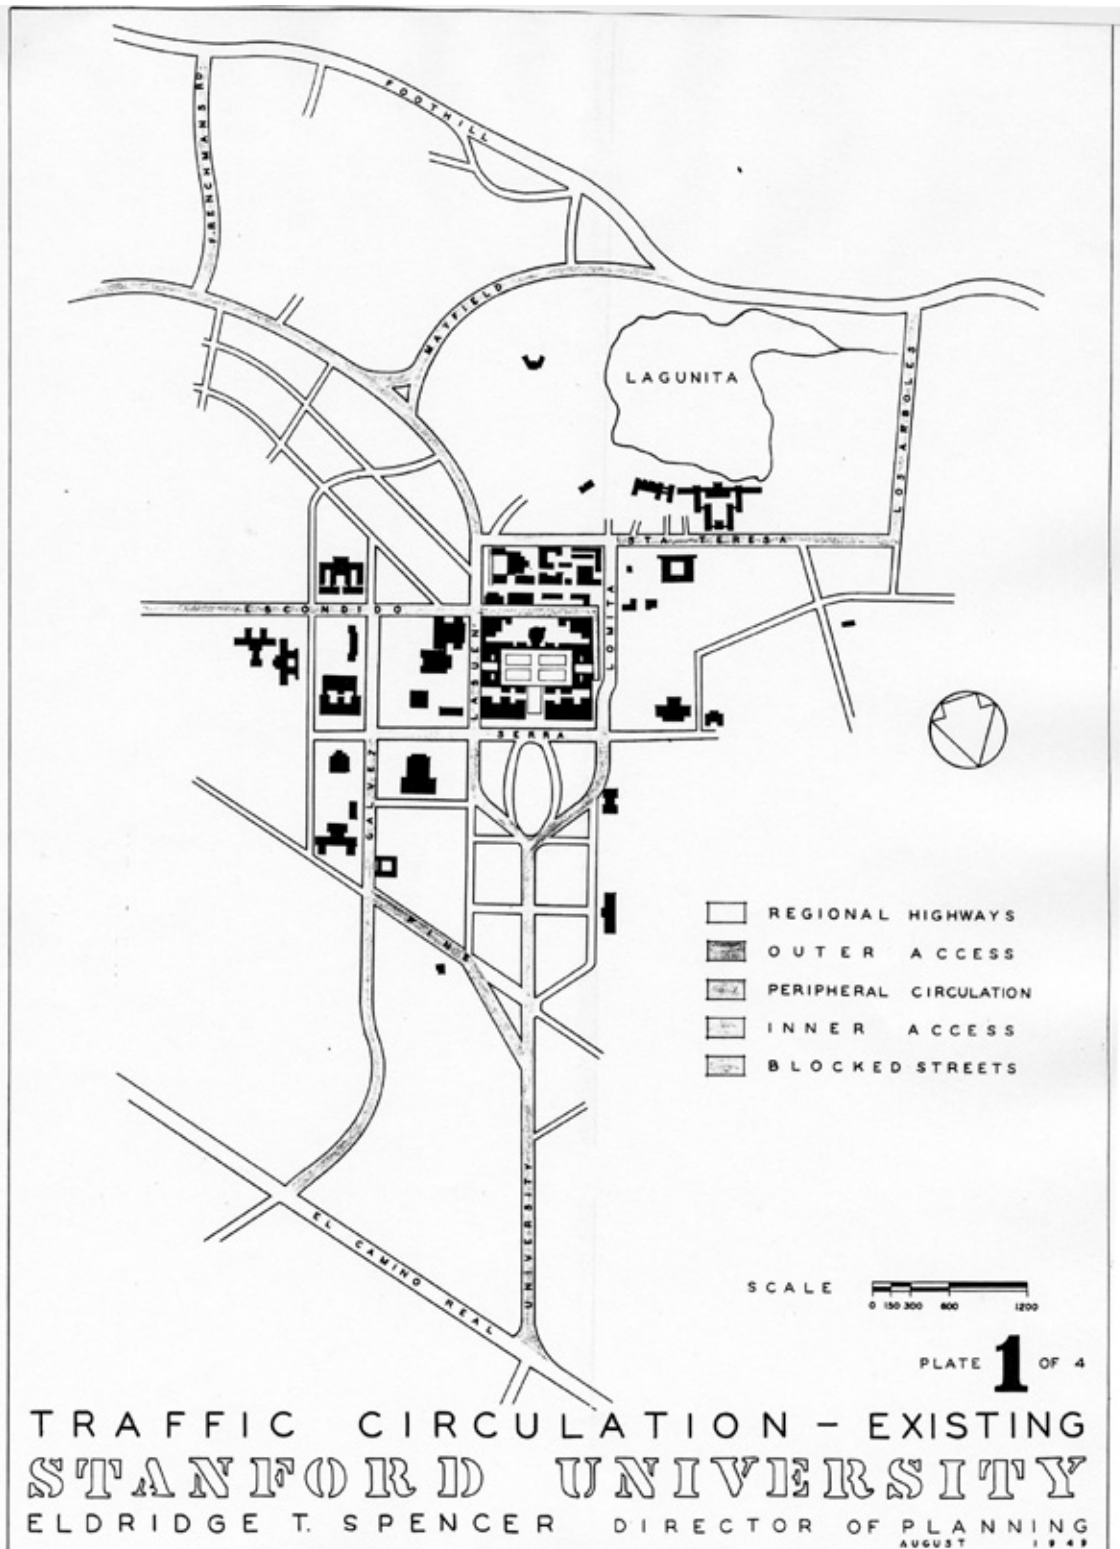 FOOTHILL
FRENCHMANS RD.
MAYFIELD
LAGUNITA
LOS ARBOLES
STA TERESA
ESCONDIDO
LASUEN
LOMITA
SERRA
GALVEZ
PINE
REGIONAL HIGHWAYS
OUTER ACCESS
PERIPHERAL CIRCULATION
INNER ACCESS
BLOCKED STREETS
UNIVERSITY
EL CAMINO REAL
SCALE
0 150 300 600 1200
PLATE 1 OF 4
TRAFFIC CIRCULATION - EXISTING
STANFORD UNIVERSITY
ELDRIDGE T. SPENCER DIRECTOR OF PLANNING
AUGUST 1949